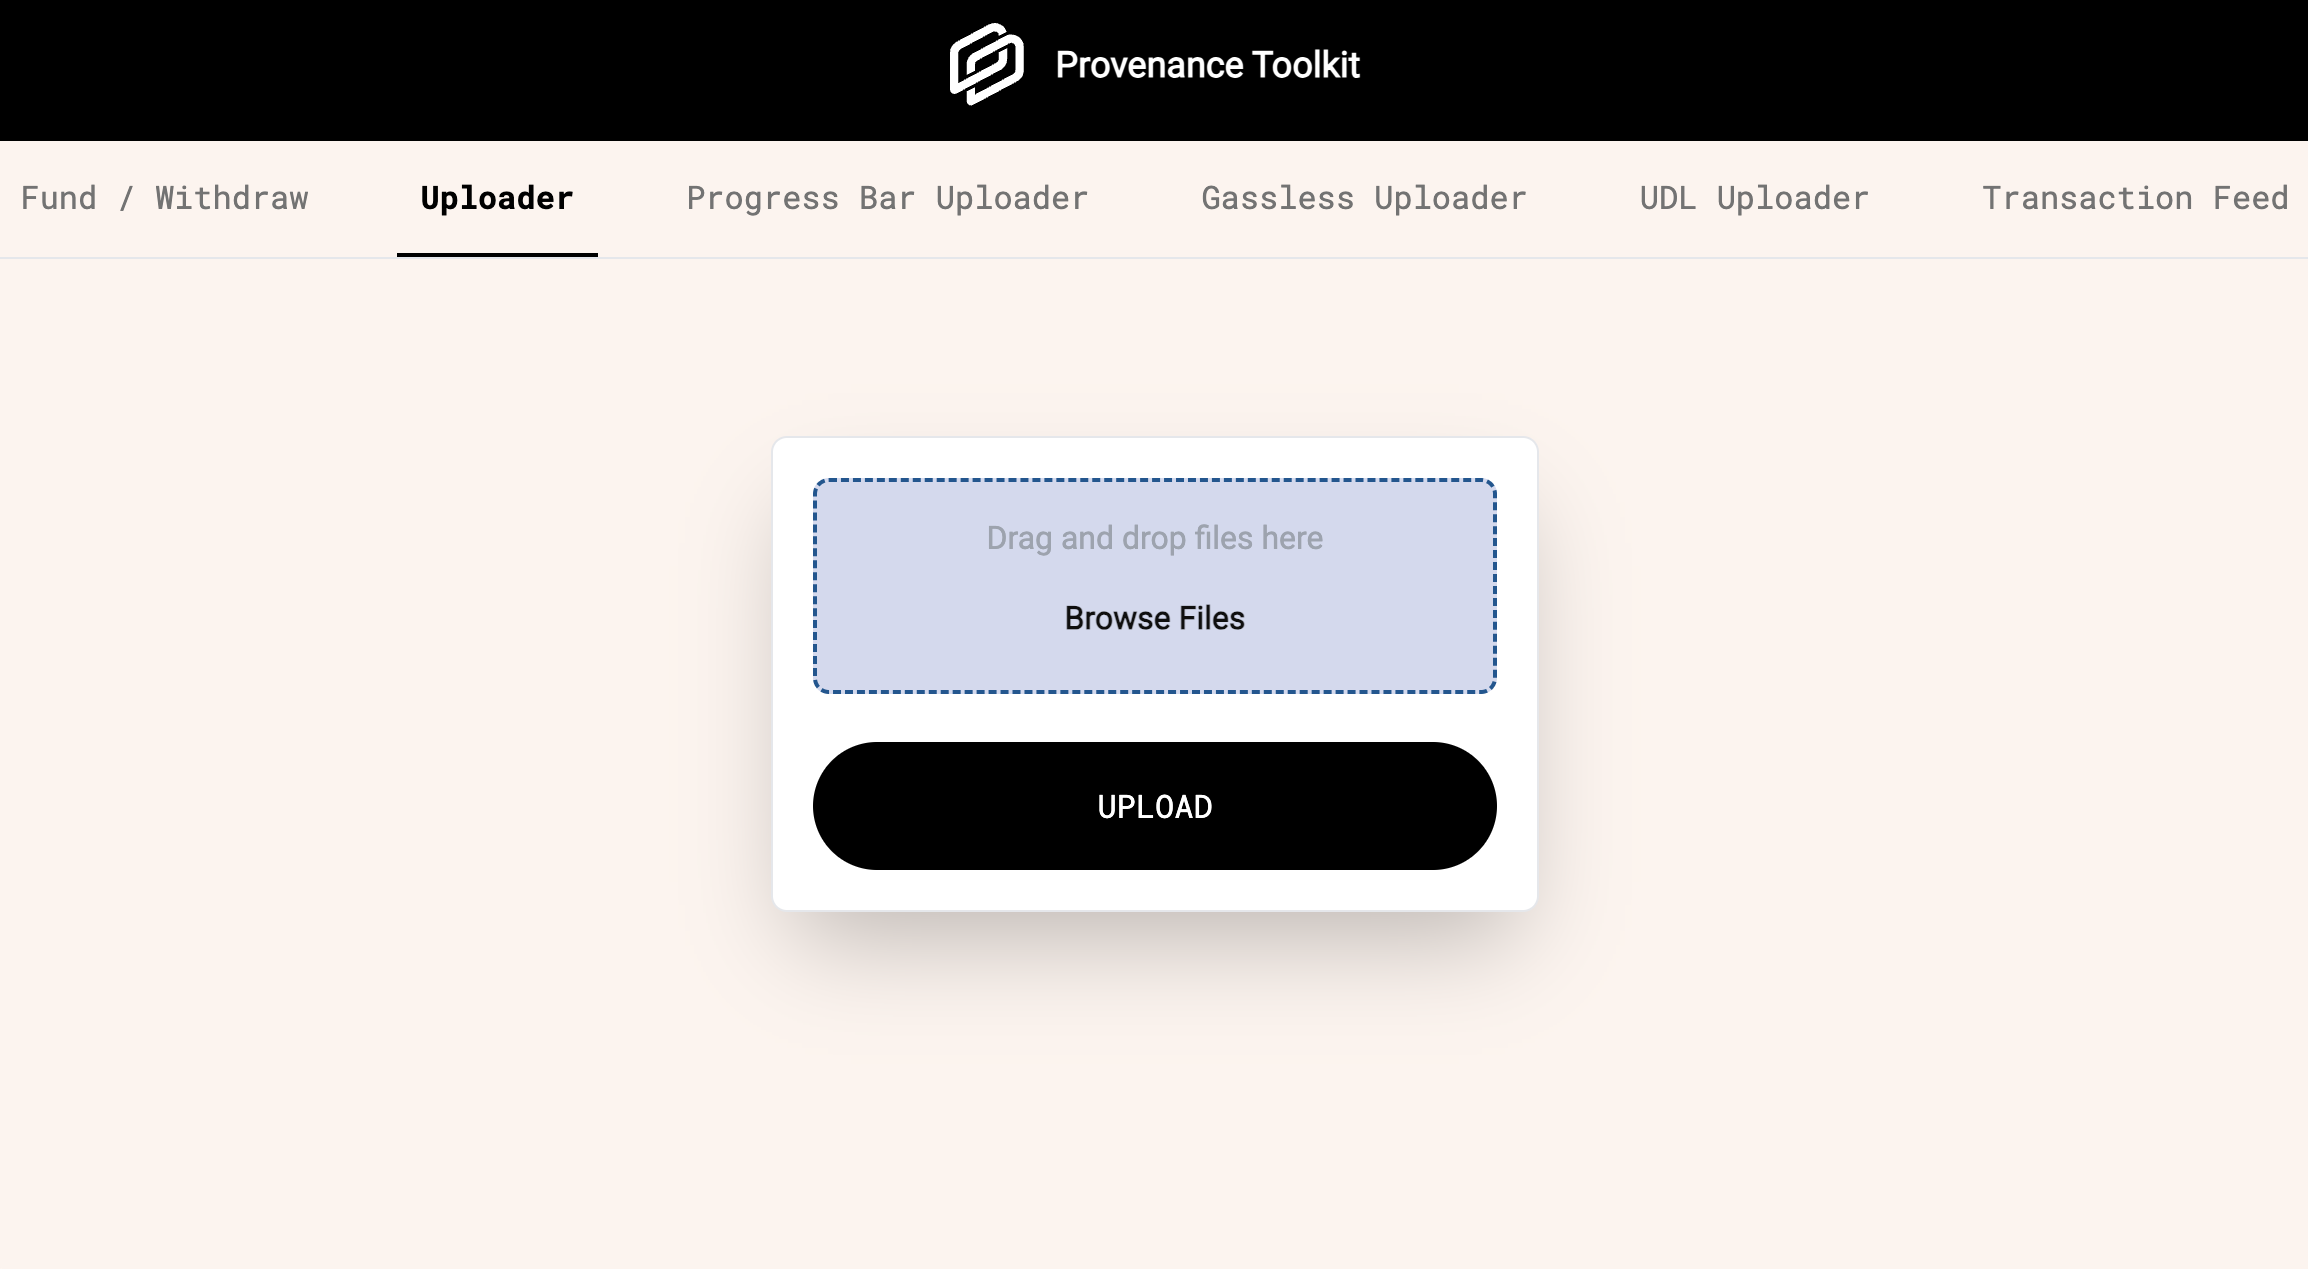 Provenance Toolkit
Fund / Withdraw Uploader Progress Bar Uploader Gassless Uploader UDL Uploader Transaction Feed
Drag and drop files here
Browse Files
UPLOAD